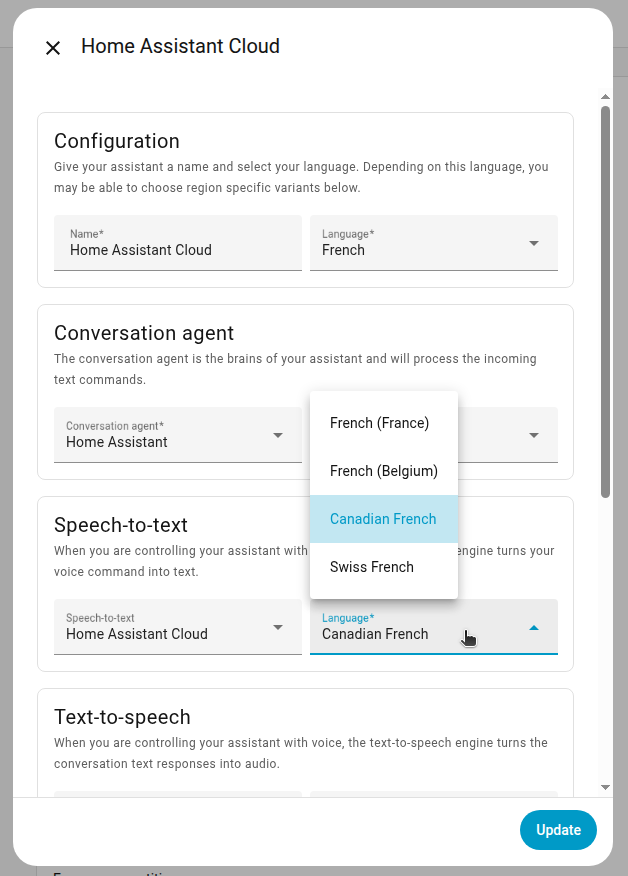 Home Assistant Cloud
Configuration
Give your assistant a name and select your language. Depending on this language, you
may be able to choose region specific variants below.
Name*
Home Assistant Cloud
Language*
French
Conversation agent
The conversation agent is the brains of your assistant and will process the incoming
text commands.
Conversation agent*
Home Assistant
French (France)
French (Belgium)
Canadian French
Swiss French
Speech-to-text
When you are controlling your assistant with
engine turns your
voice command into text.
Speech-to-text
Home Assistant Cloud
Language*
Canadian French
Text-to-speech
When you are controlling your assistant with voice, the text-to-speech engine turns the
conversation text responses into audio.
Update